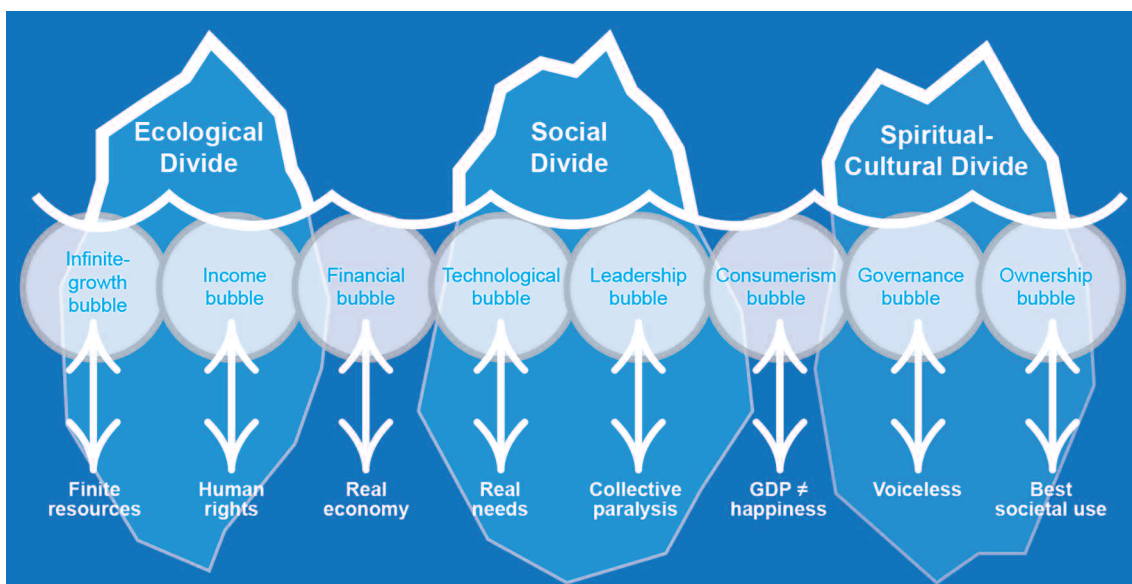 Ecological
Divide
Social
Divide
Spiritual-
Cultural Divide
Infinite-
growth
bubble
Income
bubble
Financial
bubble
Technological
bubble
Leadership
bubble
Consumerism
bubble
Governance
bubble
Ownership
bubble
Finite
resources
Human
rights
Real
economy
Real
needs
Collective
paralysis
GDP ≠
happiness
Voiceless
Best
societal use